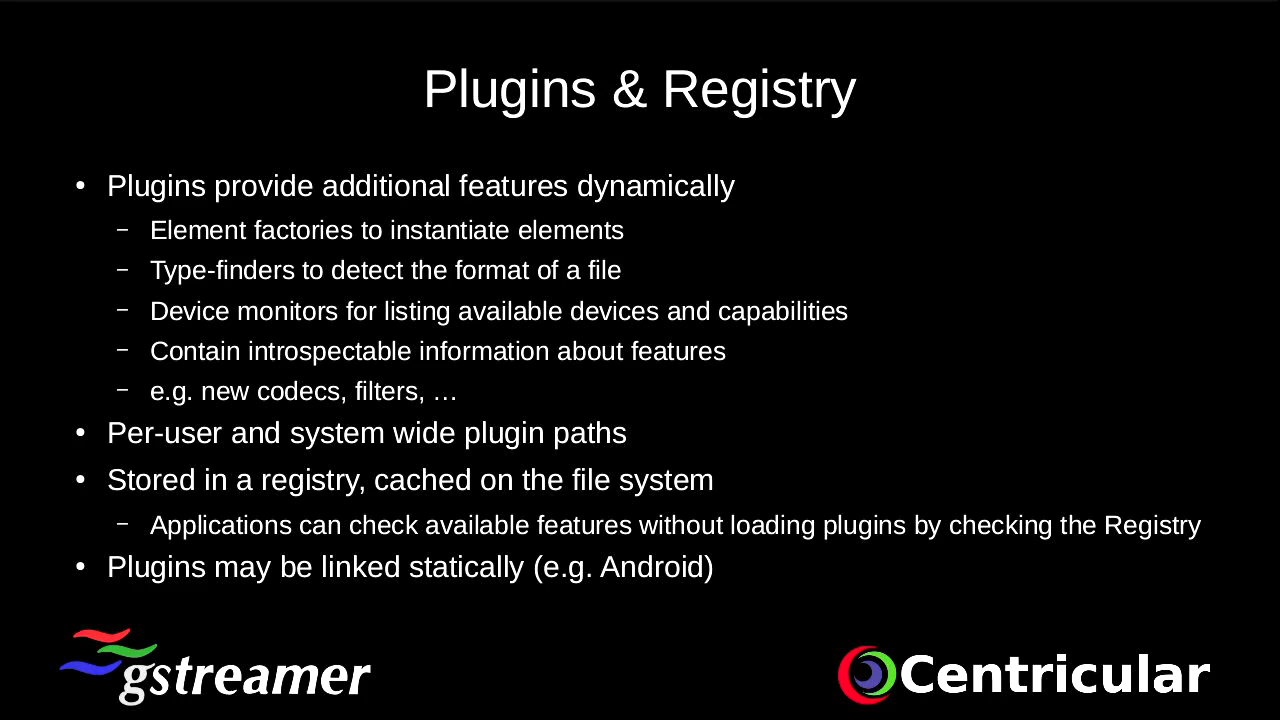 Plugins & Registry
• Plugins provide additional features dynamically
– Element factories to instantiate elements
– Type-finders to detect the format of a file
– Device monitors for listing available devices and capabilities
– Contain introspectable information about features
– e.g. new codecs, filters, …
• Per-user and system wide plugin paths
• Stored in a registry, cached on the file system
– Applications can check available features without loading plugins by checking the Registry
• Plugins may be linked statically (e.g. Android)
gstreamer
Centricular